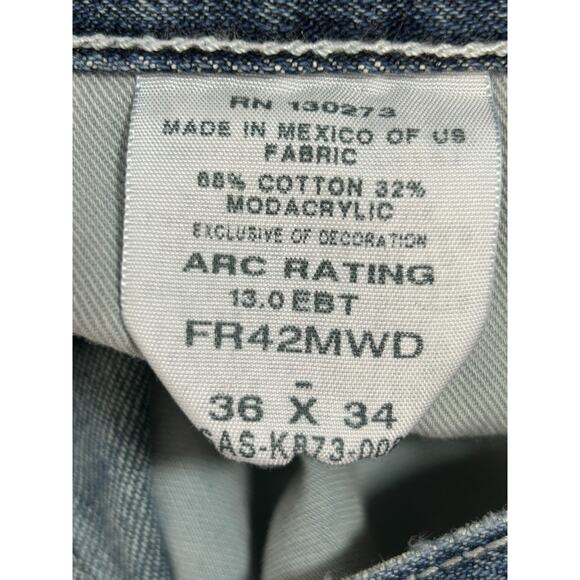 RN 130273
MADE IN MEXICO OF US
FABRIC
68% COTTON 32%
MODACRYLIC
EXCLUSIVE OF DECORATION
ARC RATING
13.0 EBT
FR42MWD
-
36 X 34